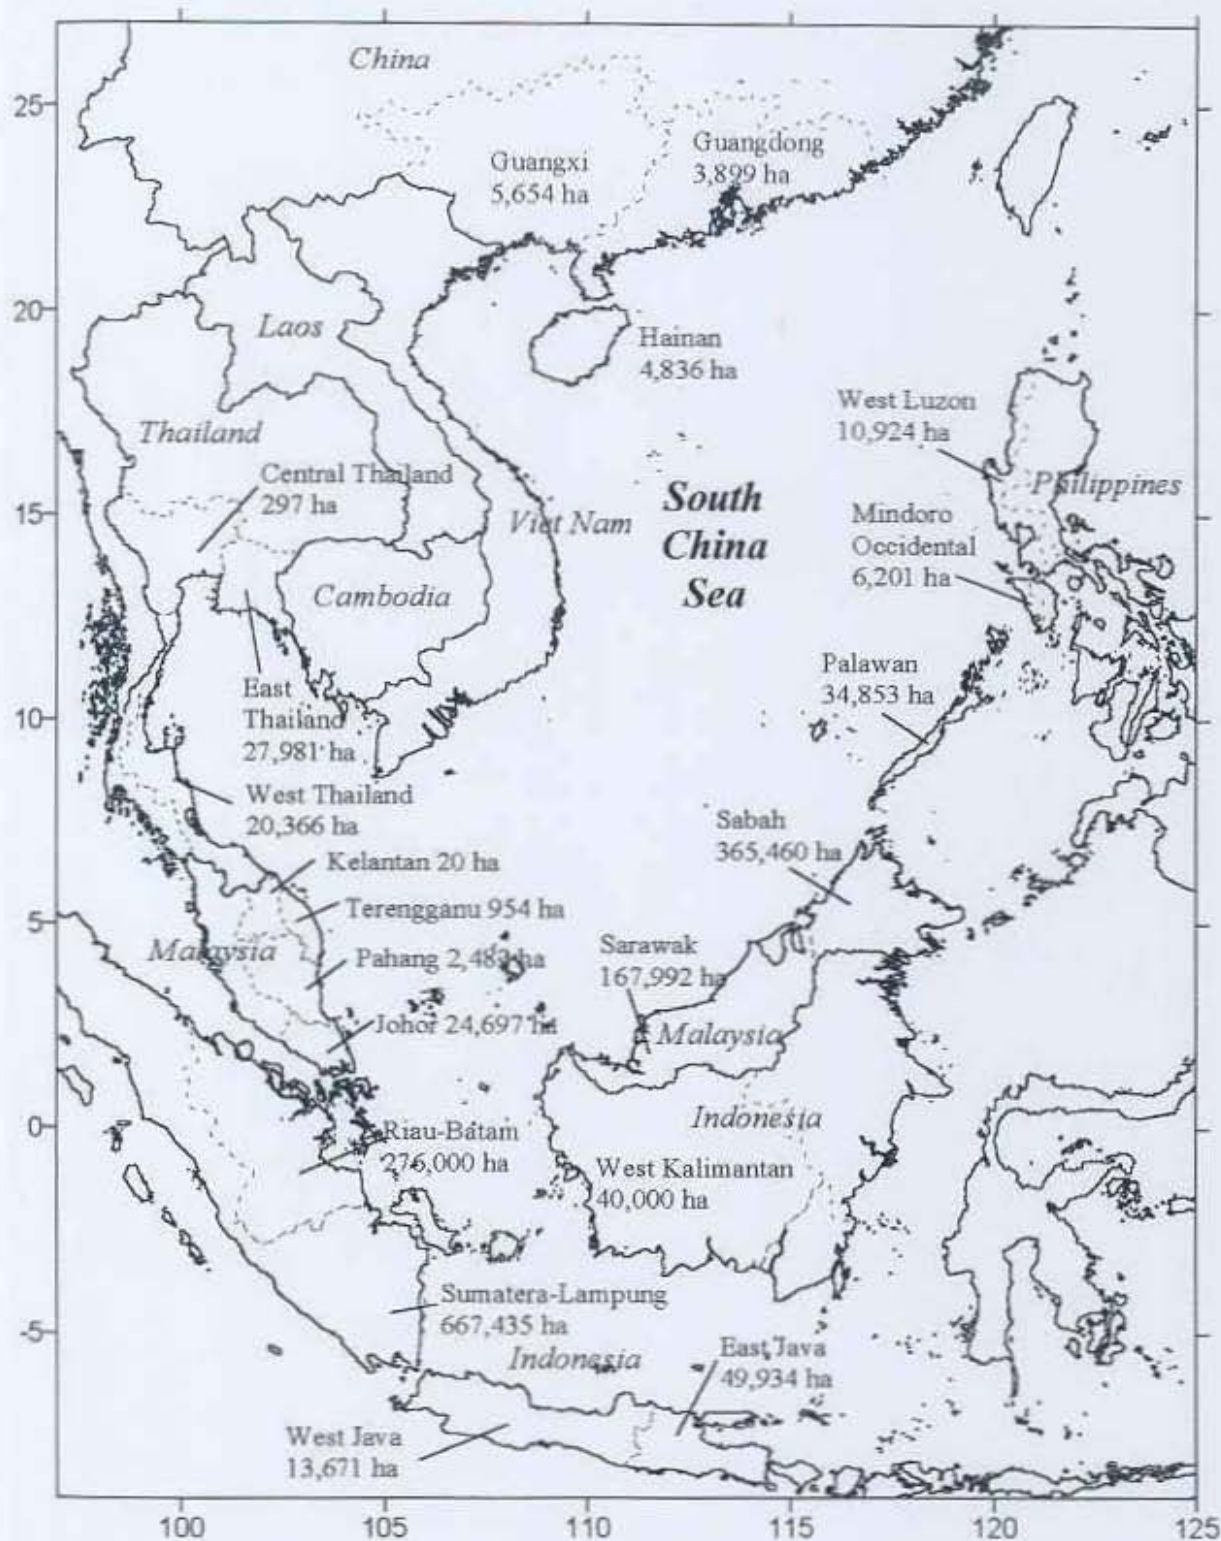 China
25
Guangxi
5,654 ha
Guangdong
3,899 ha
20
Laos
Hainan
4,836 ha
West Luzon
10,924 ha
Thailand
Central Thailand
297 ha
15
Philippines
South
China
Sea
Viet Nam
Mindoro
Occidental
6,201 ha
Cambodia
Palawan
34,853 ha
East
Thailand
27,981 ha
10
West Thailand
20,366 ha
Sabah
365,460 ha
Kelantan 20 ha
Terengganu 954 ha
5
Malaysia
Pahang 2,482 ha
Sarawak
167,992 ha
Johor 24,697 ha
Malaysia
0
Riau-Batam
276,000 ha
Indonesia
West Kalimantan
40,000 ha
Sumatera-Lampung
667,435 ha
-5
Indonesia
East Java
49,934 ha
West Java
13,671 ha
100 105 110 115 120 125